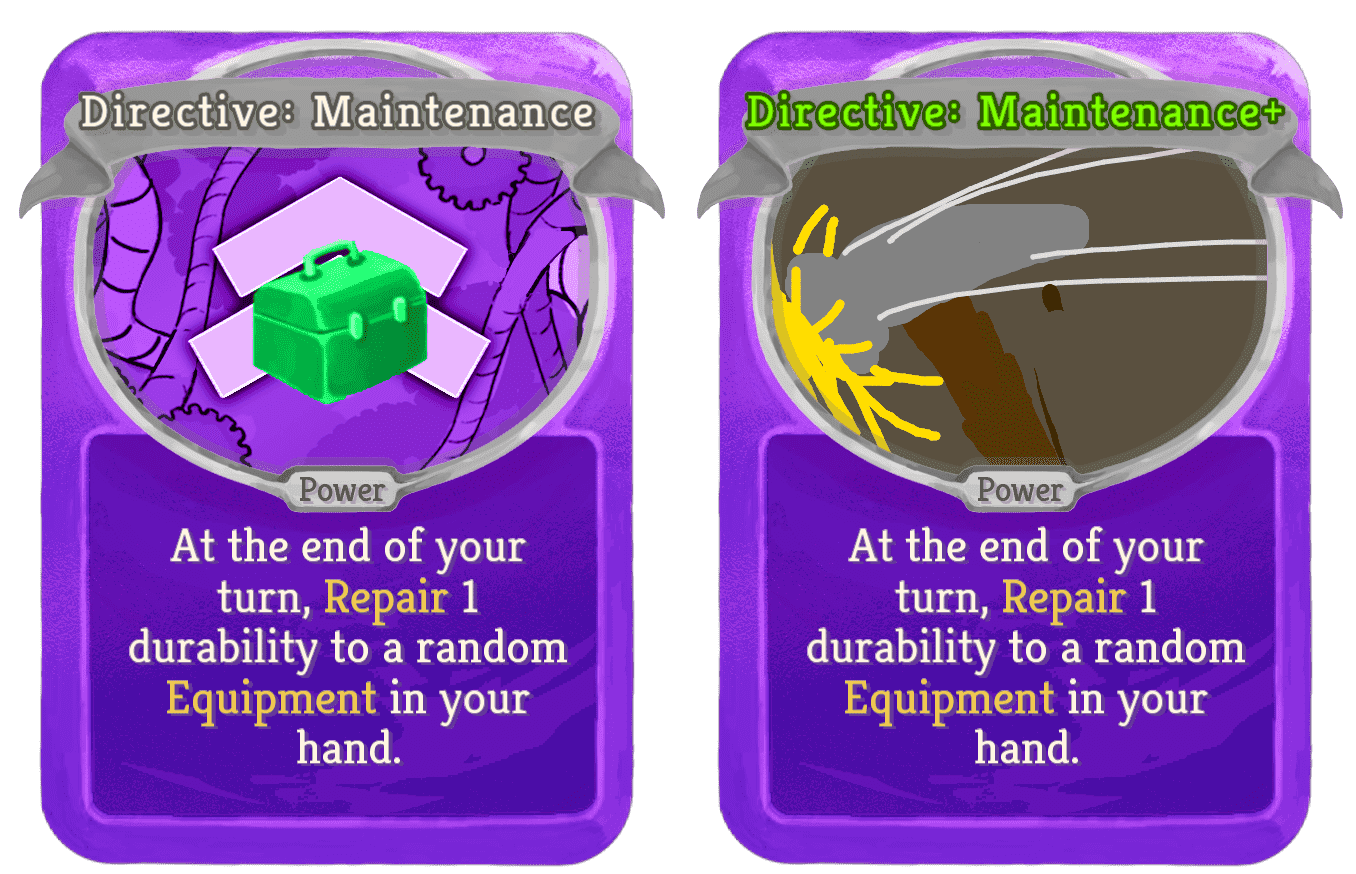 Directive: Maintenance
Power
At the end of your
turn, Repair 1
durability to a random
Equipment in your
hand.
Directive: Maintenance+
Power
At the end of your
turn, Repair 1
durability to a random
Equipment in your
hand.